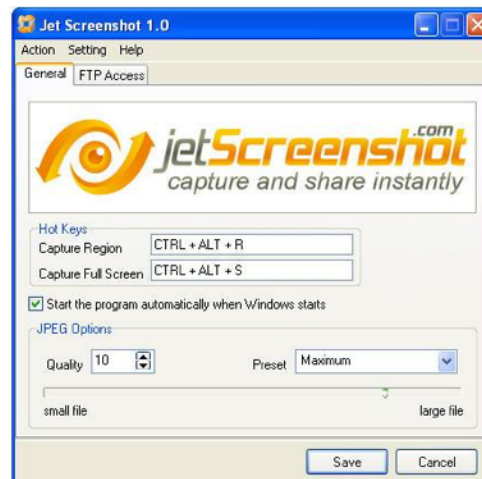 Jet Screenshot 1.0
Action Setting Help
General FTP Access
jetScreenshot.com
capture and share instantly
Hot Keys
Capture Region CTRL + ALT + R
Capture Full Screen CTRL + ALT + S
Start the program automatically when Windows starts
JPEG Options
Quality 10 Preset Maximum
small file large file
Save Cancel